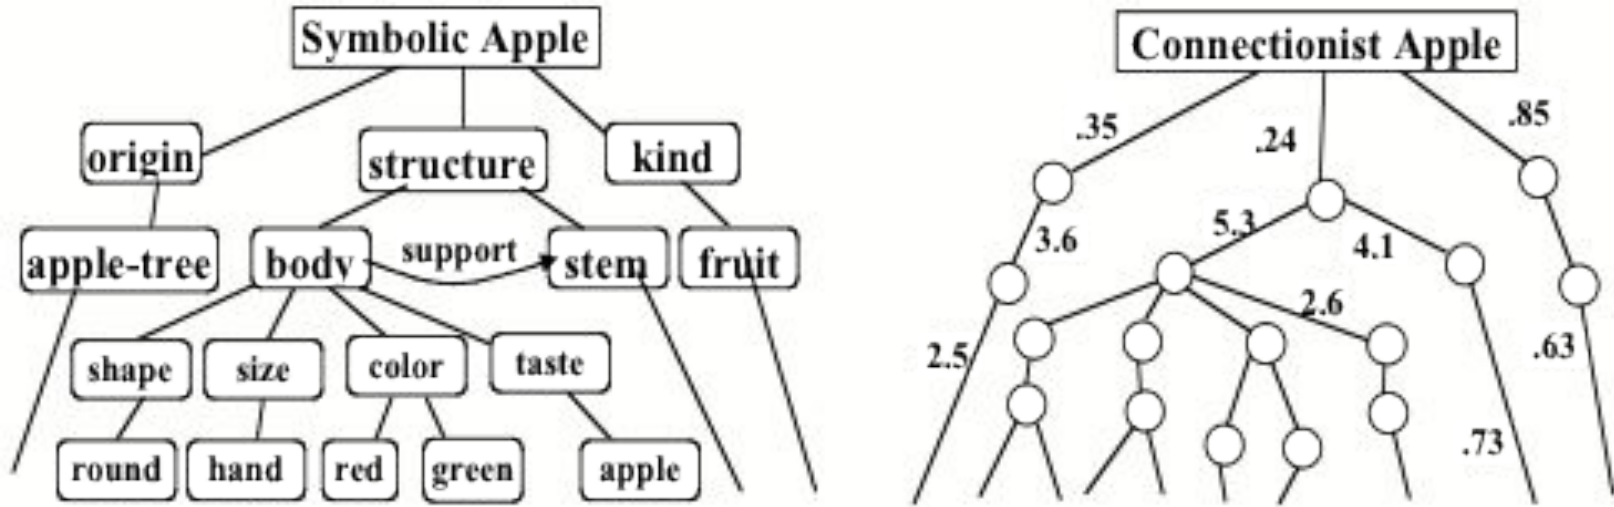 Symbolic Apple
origin
structure
kind
apple-tree
body
support
stem
fruit
shape
size
color
taste
round
hand
red
green
apple
Connectionist Apple
.35
.24
.85
3.6
5.3
4.1
2.6
2.5
.63
.73